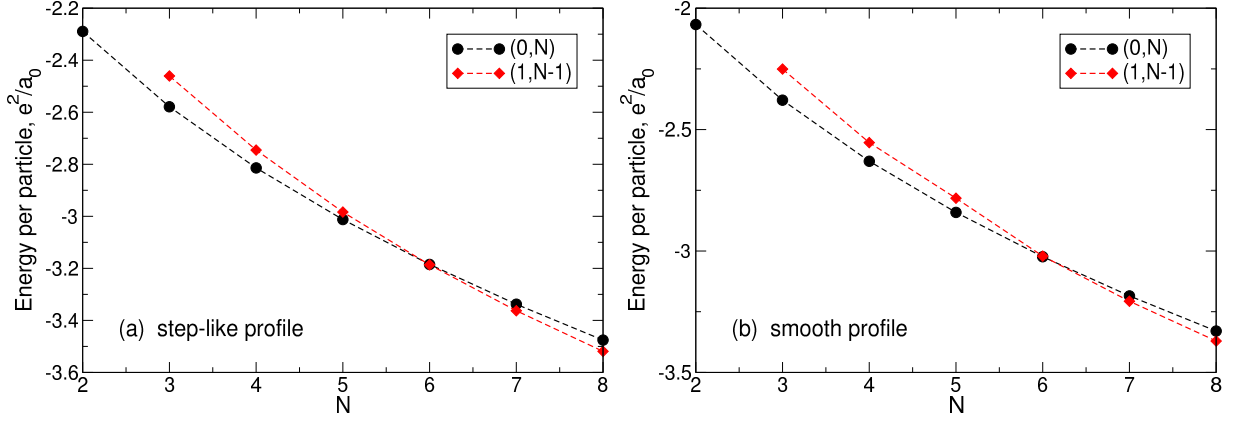 -2.2
-2.4
-2.6
-2.8
-3
-3.2
-3.4
-3.6
Energy per particle, e²/a₀
(0,N)
(1,N-1)
(a) step-like profile
2 3 4 5 6 7 8
N
-2
-2.5
-3
-3.5
Energy per particle, e²/a₀
(0,N)
(1,N-1)
(b) smooth profile
2 3 4 5 6 7 8
N